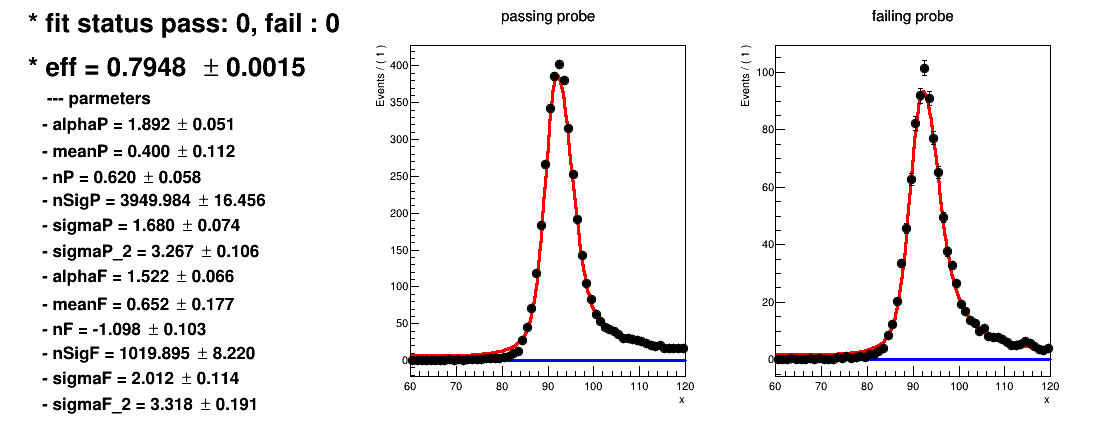 * fit status pass: 0, fail : 0
* eff = 0.7948 ± 0.0015
--- parmeters
- alphaP = 1.892 ± 0.051
- meanP = 0.400 ± 0.112
- nP = 0.620 ± 0.058
- nSigP = 3949.984 ± 16.456
- sigmaP = 1.680 ± 0.074
- sigmaP_2 = 3.267 ± 0.106
- alphaF = 1.522 ± 0.066
- meanF = 0.652 ± 0.177
- nF = -1.098 ± 0.103
- nSigF = 1019.895 ± 8.220
- sigmaF = 2.012 ± 0.114
- sigmaF_2 = 3.318 ± 0.191
passing probe
Events / ( 1 )
400
350
300
250
200
150
100
50
0
60 70 80 90 100 110 120
x
failing probe
Events / ( 1 )
100
80
60
40
20
0
60 70 80 90 100 110 120
x